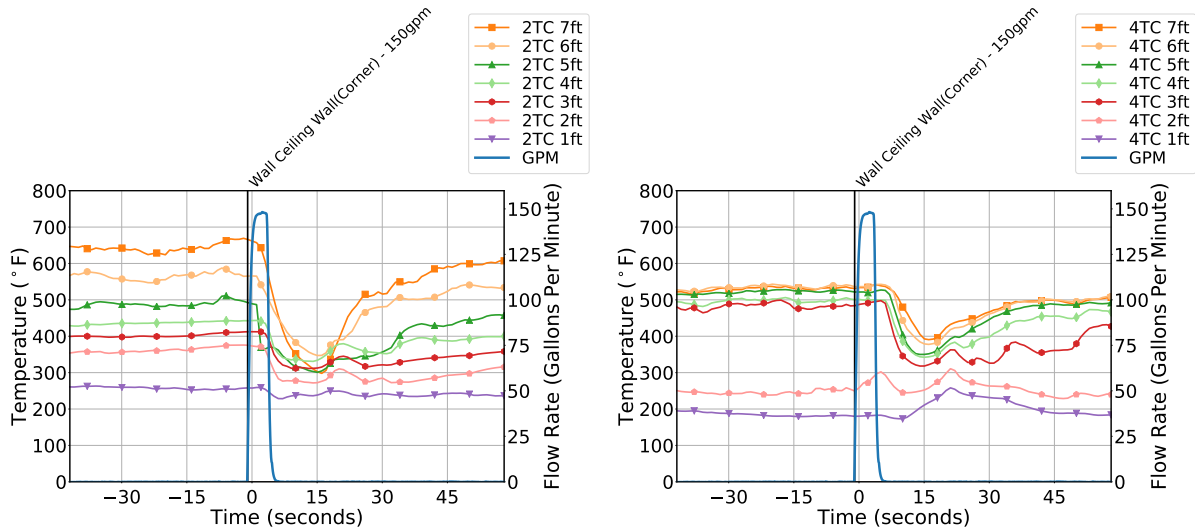 Wall Ceiling Wall(Corner) - 150gpm
2TC 7ft
2TC 6ft
2TC 5ft
2TC 4ft
2TC 3ft
2TC 2ft
2TC 1ft
GPM
Temperature (°F)
800
700
600
500
400
300
200
100
0
−30
−15
0
15
30
45
Time (seconds)
150
125
100
75
50
25
0
Flow Rate (Gallons Per Minute)
Wall Ceiling Wall(Corner) - 150gpm
4TC 7ft
4TC 6ft
4TC 5ft
4TC 4ft
4TC 3ft
4TC 2ft
4TC 1ft
GPM
Temperature (°F)
800
700
600
500
400
300
200
100
0
−30
−15
0
15
30
45
Time (seconds)
150
125
100
75
50
25
0
Flow Rate (Gallons Per Minute)